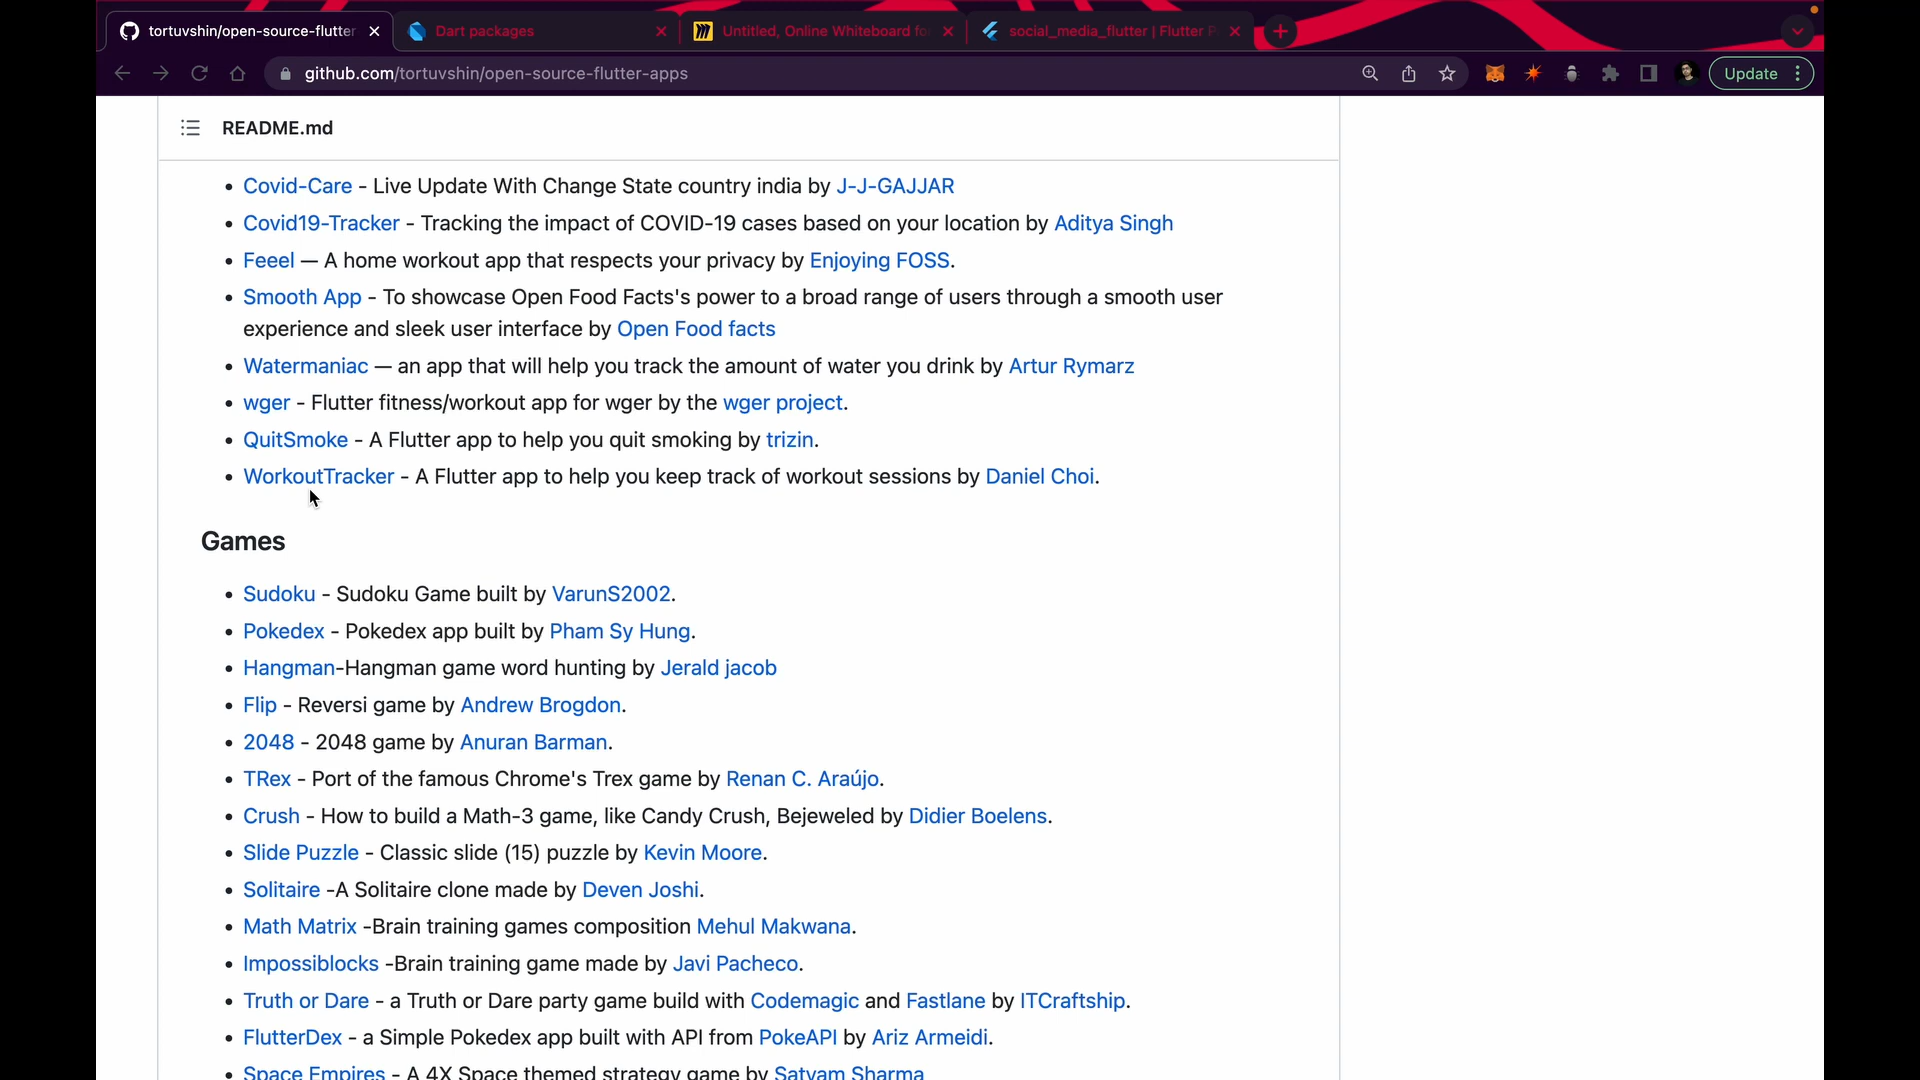 tortuvshin/open-source-flutter
Dart packages
Untitled, Online Whiteboard fo
social_media_flutter | Flutter P
github.com/tortuvshin/open-source-flutter-apps
Update
README.md
Covid-Care - Live Update With Change State country india by J-J-GAJJAR
Covid19-Tracker - Tracking the impact of COVID-19 cases based on your location by Aditya Singh
Feeel — A home workout app that respects your privacy by Enjoying FOSS.
Smooth App - To showcase Open Food Facts's power to a broad range of users through a smooth user
experience and sleek user interface by Open Food facts
Watermaniac — an app that will help you track the amount of water you drink by Artur Rymarz
wger - Flutter fitness/workout app for wger by the wger project.
QuitSmoke - A Flutter app to help you quit smoking by trizin.
WorkoutTracker - A Flutter app to help you keep track of workout sessions by Daniel Choi.
Games
Sudoku - Sudoku Game built by VarunS2002.
Pokedex - Pokedex app built by Pham Sy Hung.
Hangman-Hangman game word hunting by Jerald jacob
Flip - Reversi game by Andrew Brogdon.
2048 - 2048 game by Anuran Barman.
TRex - Port of the famous Chrome's Trex game by Renan C. Araújo.
Crush - How to build a Math-3 game, like Candy Crush, Bejeweled by Didier Boelens.
Slide Puzzle - Classic slide (15) puzzle by Kevin Moore.
Solitaire -A Solitaire clone made by Deven Joshi.
Math Matrix -Brain training games composition Mehul Makwana.
Impossiblocks -Brain training game made by Javi Pacheco.
Truth or Dare - a Truth or Dare party game build with Codemagic and Fastlane by ITCraftship.
FlutterDex - a Simple Pokedex app built with API from PokeAPI by Ariz Armeidi.
Space Empires - A 4X Space themed strategy game by Satyam Sharma